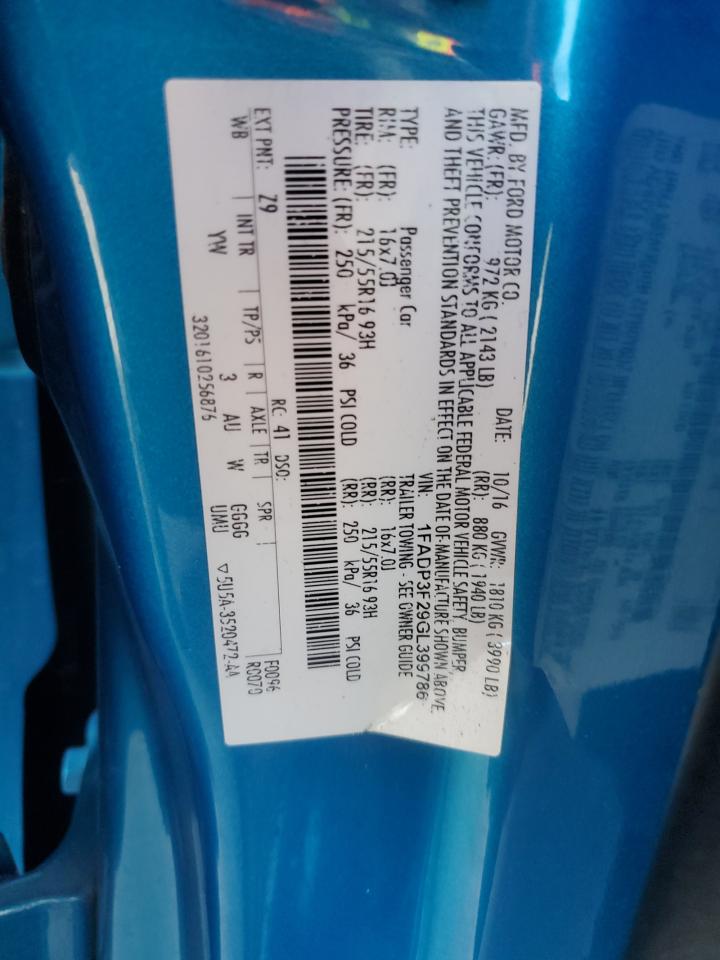 MFD. BY FORD MOTOR CO. DATE: 10/16 GVWR: 1810 KG ( 3990 LB)
GAWR: (FR): 972 KG ( 2143 LB) (RR): 880 KG ( 1940 LB)
THIS VEHICLE CONFORMS TO ALL APPLICABLE FEDERAL MOTOR VEHICLE SAFETY, BUMPER,
AND THEFT PREVENTION STANDARDS IN EFFECT ON THE DATE OF MANUFACTURE SHOWN ABOVE.
VIN: 1FADP3F29GL399786
TYPE: Passenger Car TRAILER TOWING - SEE OWNER GUIDE
RIM: (FR): 16x7.0J (RR): 16x7.0J
TIRE: (FR): 215/55R16 93H (RR): 215/55R16 93H
PRESSURE: (FR): 250 kPa/ 36 PSI COLD (RR): 250 kPa/ 36 PSI COLD
EXT PNT: Z9 RC: 41 DSO: F0096
WB INT TR TP/PS R AXLE TR SPR R0070
YW 3 AU W GGGG
UMU
3201610256876 ▽5U5A-3520472-AA